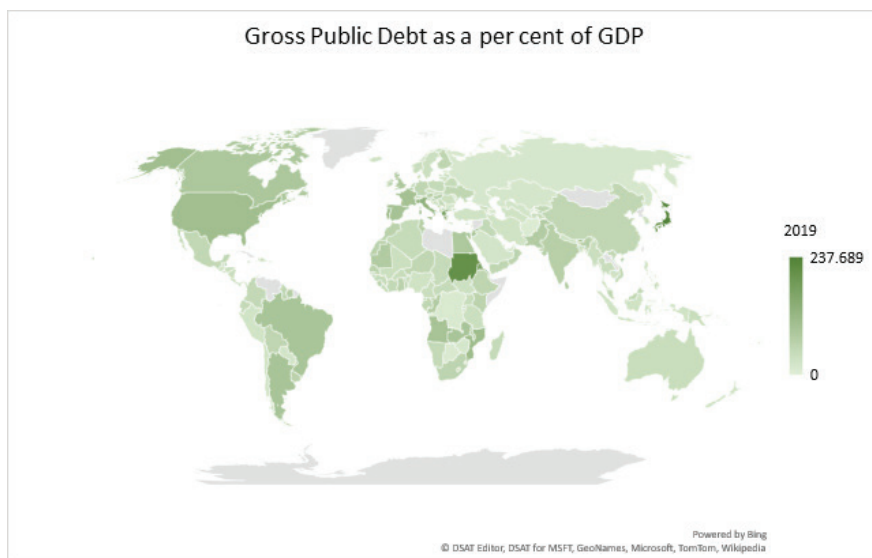 Gross Public Debt as a per cent of GDP
2019
237.689
0
Powered by Bing
© DSAT Editor, DSAT for MSFT, GeoNames, Microsoft, TomTom, Wikipedia